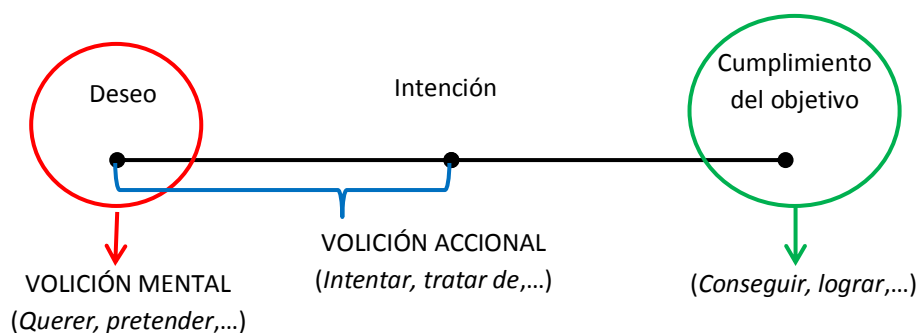 Deseo
Intención
Cumplimiento
del objetivo
VOLICIÓN MENTAL
(Querer, pretender,...)
VOLICIÓN ACCIONAL
(Intentar, tratar de,...)
(Conseguir, lograr,...)